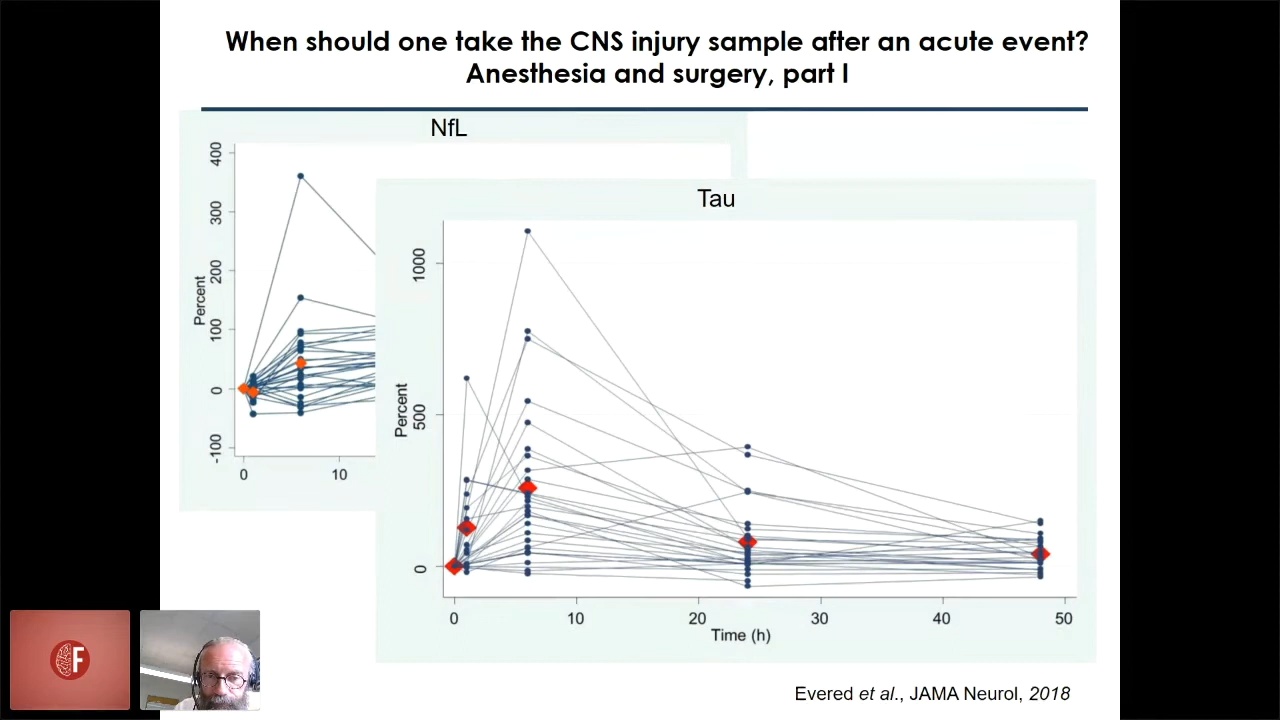 When should one take the CNS injury sample after an acute event?
Anesthesia and surgery, part I
NfL
Percent
400
300
200
100
0
-100
0
10
Tau
Percent
1000
500
0
0
10
20
30
40
50
Time (h)
Evered et al., JAMA Neurol, 2018
F